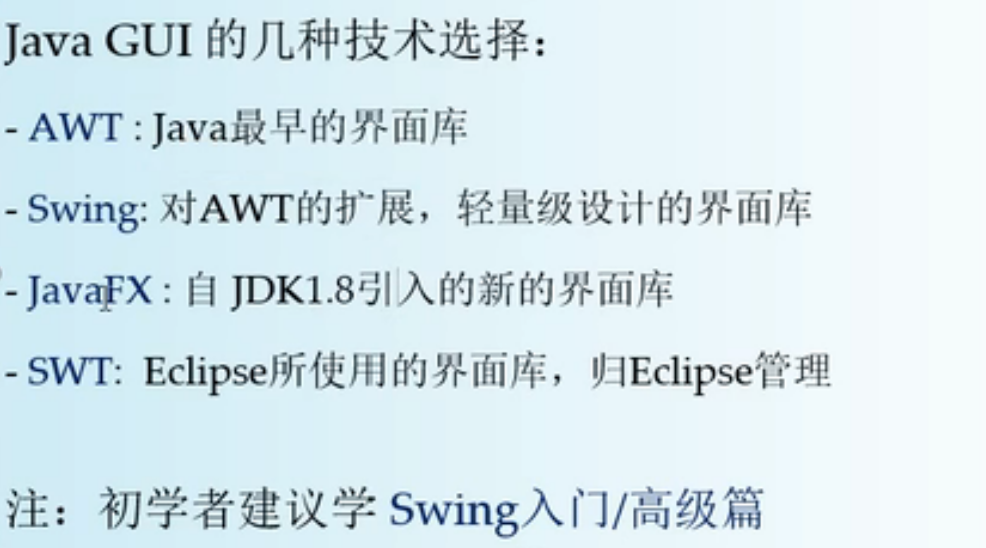 Java GUI 的几种技术选择：
- AWT : Java最早的界面库
- Swing: 对AWT的扩展，轻量级设计的界面库
- JavaFX : 自 JDK1.8引入的新的界面库
- SWT: Eclipse所使用的界面库，归Eclipse管理
注：初学者建议学 Swing入门/高级篇